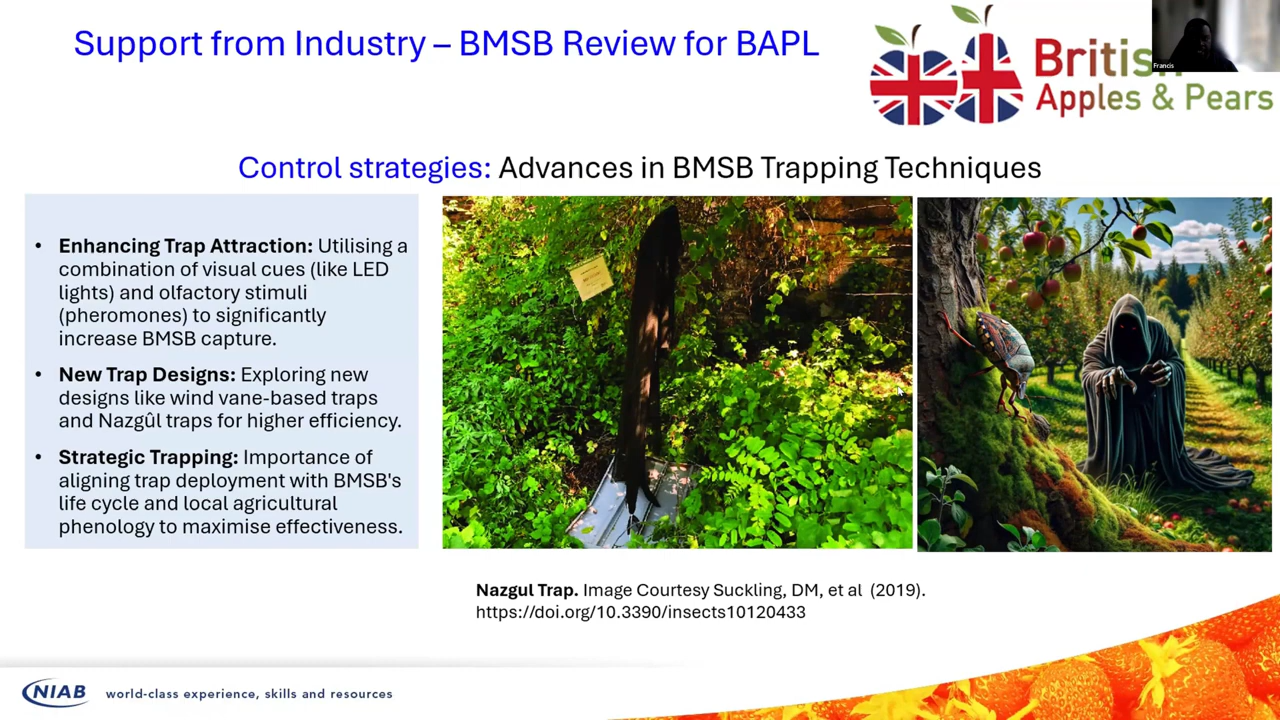 Support from Industry – BMSB Review for BAPL
Apples & Pears
Francis
Control strategies: Advances in BMSB Trapping Techniques
• Enhancing Trap Attraction: Utilising a
combination of visual cues (like LED
lights) and olfactory stimuli
(pheromones) to significantly
increase BMSB capture.
• New Trap Designs: Exploring new
designs like wind vane-based traps
and Nazgûl traps for higher efficiency.
• Strategic Trapping: Importance of
aligning trap deployment with BMSB's
life cycle and local agricultural
phenology to maximise effectiveness.
Nazgul Trap. Image Courtesy Suckling, DM, et al (2019).
https://doi.org/10.3390/insects10120433
NIAB world-class experience, skills and resources